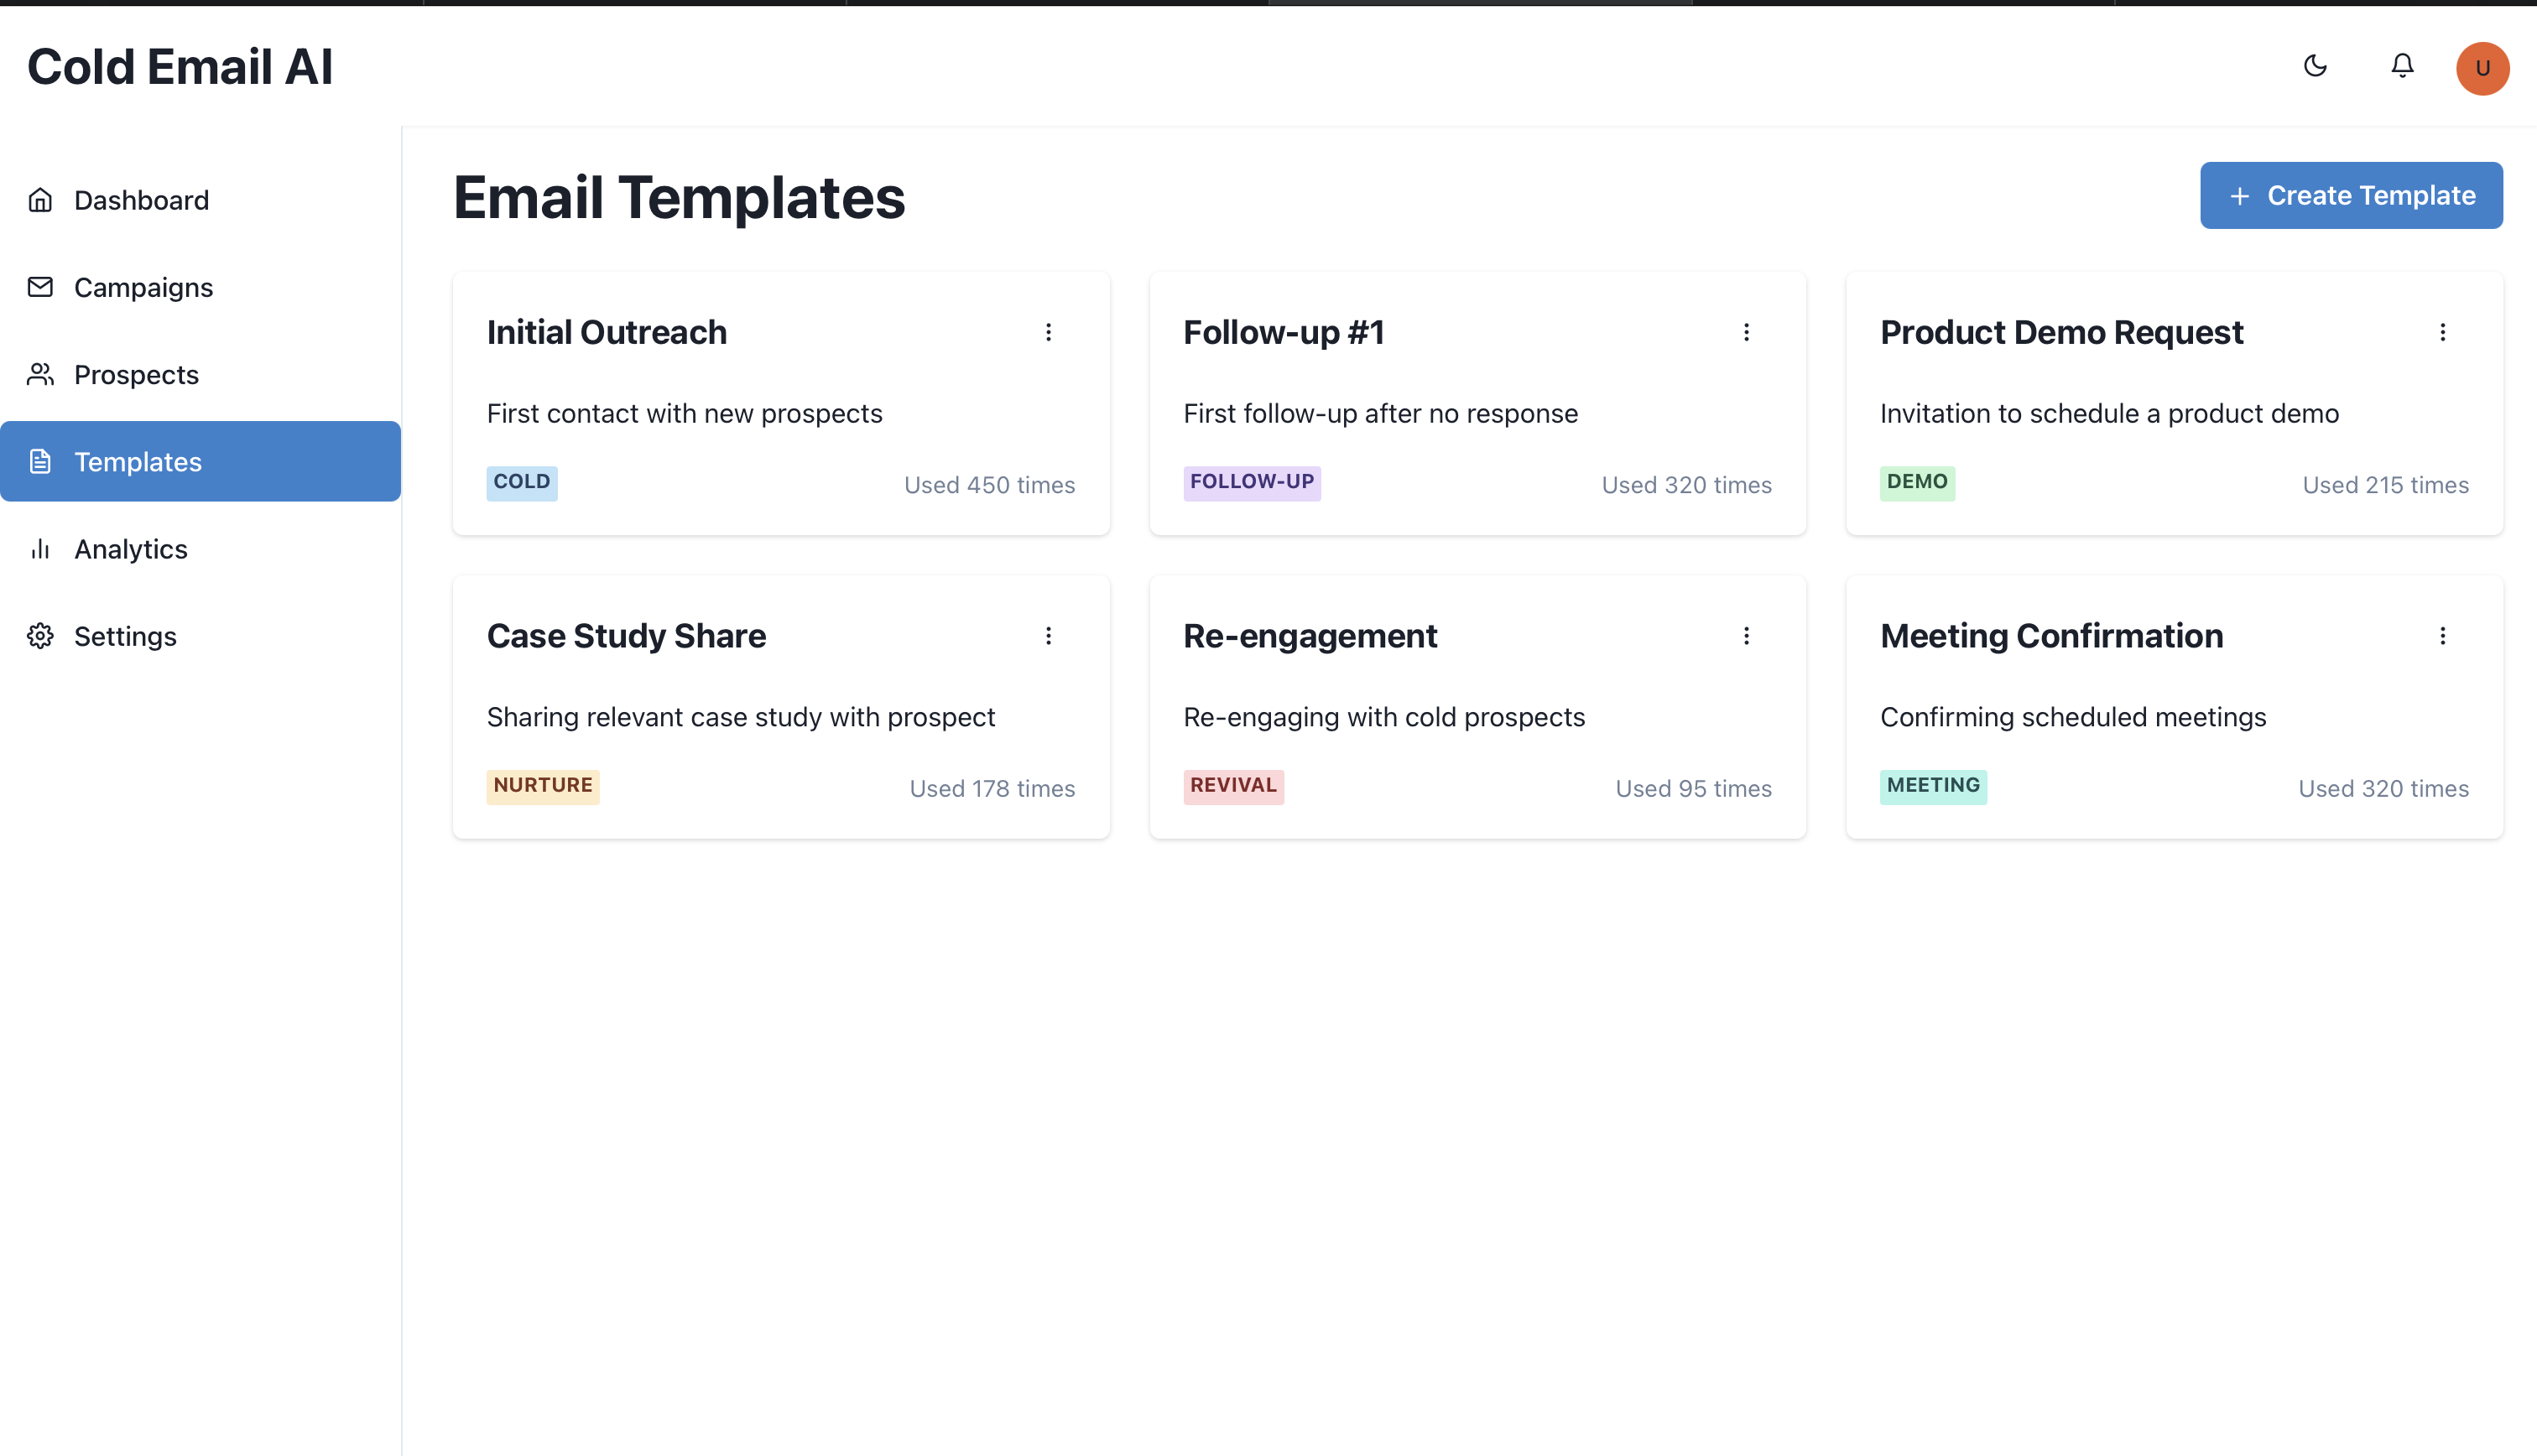 Cold Email AI
U
Dashboard
Campaigns
Prospects
Templates
Analytics
Settings
Email Templates
+ Create Template
Initial Outreach
First contact with new prospects
COLD
Used 450 times
Follow-up #1
First follow-up after no response
FOLLOW-UP
Used 320 times
Product Demo Request
Invitation to schedule a product demo
DEMO
Used 215 times
Case Study Share
Sharing relevant case study with prospect
NURTURE
Used 178 times
Re-engagement
Re-engaging with cold prospects
REVIVAL
Used 95 times
Meeting Confirmation
Confirming scheduled meetings
MEETING
Used 320 times